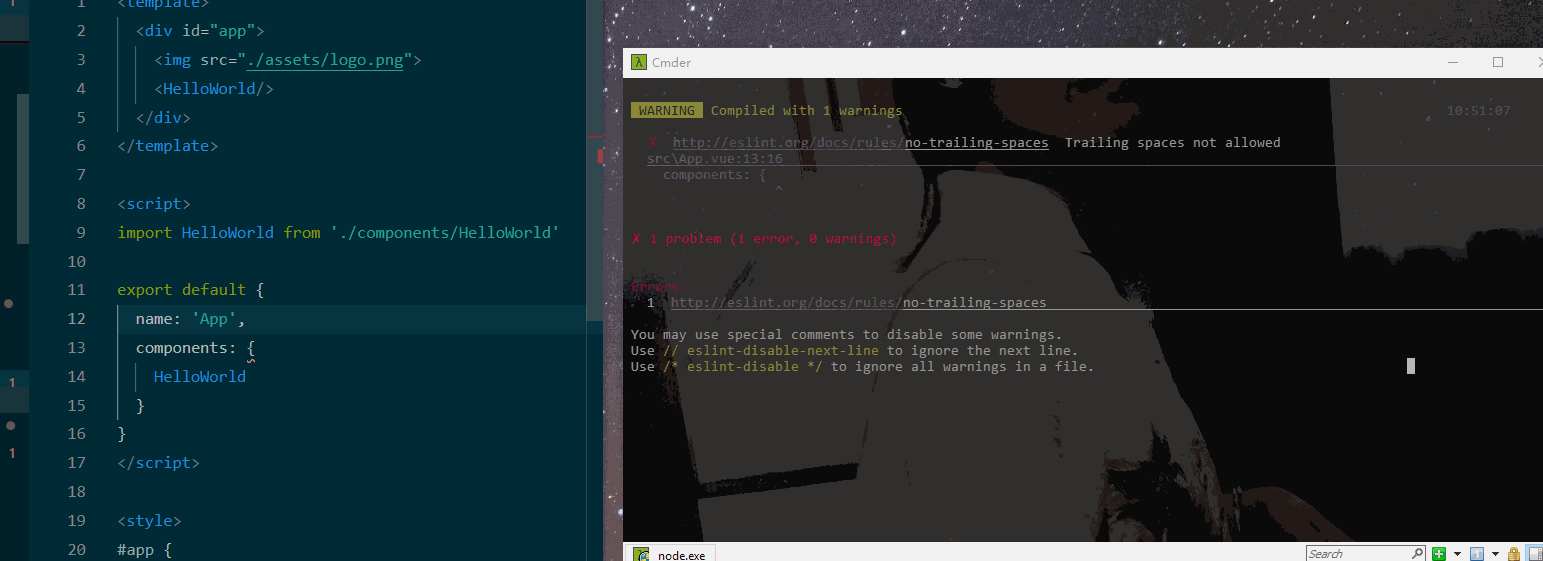 1
1 <template>
2 <div id="app">
3 <img src="./assets/logo.png">
4 <HelloWorld/>
5 </div>
6 </template>
7
8 <script>
9 import HelloWorld from './components/HelloWorld'
10
11 export default {
12 name: 'App',
13 components: {
14 HelloWorld
15 }
16 }
17 </script>
18
19 <style>
20 #app {
1
1
λ Cmder
WARNING Compiled with 1 warnings 10:51:07
✗ http://eslint.org/docs/rules/no-trailing-spaces Trailing spaces not allowed
src\App.vue:13:16
components: {
^
✗ 1 problem (1 error, 0 warnings)
Errors:
1 http://eslint.org/docs/rules/no-trailing-spaces
You may use special comments to disable some warnings.
Use // eslint-disable-next-line to ignore the next line.
Use /* eslint-disable */ to ignore all warnings in a file.
node.exe
Search